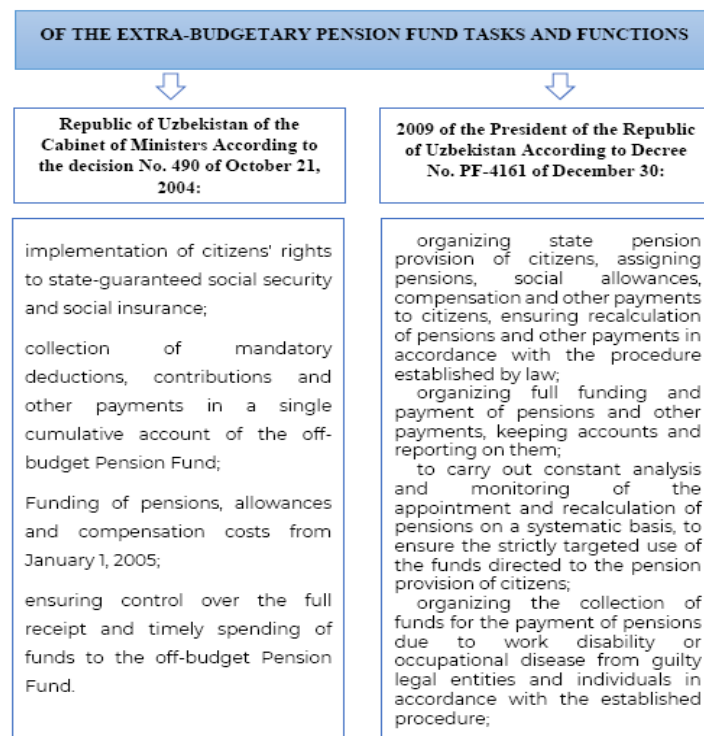 OF THE EXTRA-BUDGETARY PENSION FUND TASKS AND FUNCTIONS
Republic of Uzbekistan of the
Cabinet of Ministers According to
the decision No. 490 of October 21,
2004:
2009 of the President of the Republic
of Uzbekistan According to Decree
No. PF-4161 of December 30:
implementation of citizens' rights
to state-guaranteed social security
and social insurance;
collection of mandatory
deductions, contributions and
other payments in a single
cumulative account of the off-
budget Pension Fund;
Funding of pensions, allowances
and compensation costs from
January 1, 2005;
ensuring control over the full
receipt and timely spending of
funds to the off-budget Pension
Fund.
organizing state pension
provision of citizens, assigning
pensions, social allowances,
compensation and other payments
to citizens, ensuring recalculation
of pensions and other payments in
accordance with the procedure
established by law;
organizing full funding and
payment of pensions and other
payments, keeping accounts and
reporting on them;
to carry out constant analysis
and monitoring of the
appointment and recalculation of
pensions on a systematic basis, to
ensure the strictly targeted use of
the funds directed to the pension
provision of citizens;
organizing the collection of
funds for the payment of pensions
due to work disability or
occupational disease from guilty
legal entities and individuals in
accordance with the established
procedure;